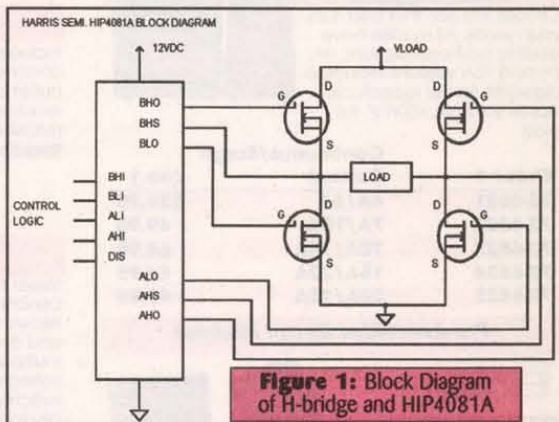 HARRIS SEMI. HIP4081A BLOCK DIAGRAM
12VDC
VLOAD
BHO
BHS
BLO
BHI
BLI
ALI
AHI
DIS
CONTROL
LOGIC
ALO
AHS
AHO
D
G
S
D
G
S
LOAD
D
G
S
D
G
S
Figure 1: Block Diagram
of H-bridge and HIP4081A